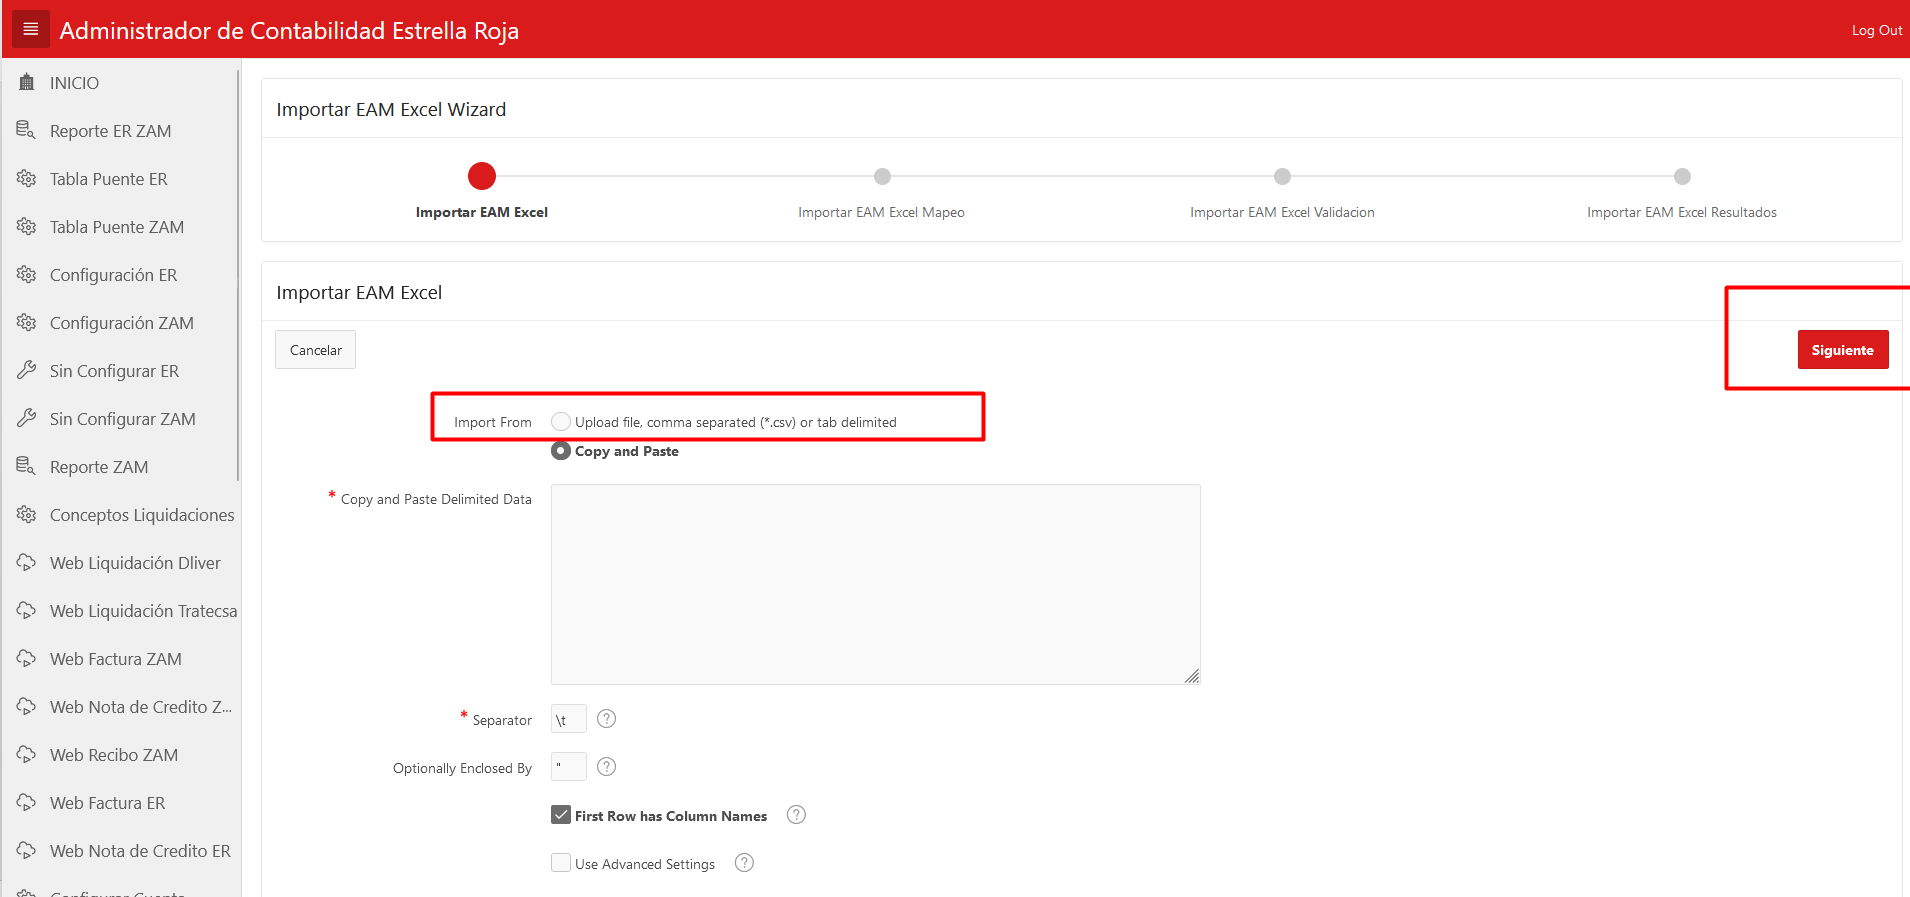 Administrador de Contabilidad Estrella Roja
Log Out
INICIO
Reporte ER ZAM
Tabla Puente ER
Tabla Puente ZAM
Configuración ER
Configuración ZAM
Sin Configurar ER
Sin Configurar ZAM
Reporte ZAM
Conceptos Liquidaciones
Web Liquidación Dliver
Web Liquidación Tratecsa
Web Factura ZAM
Web Nota de Credito Z...
Web Recibo ZAM
Web Factura ER
Web Nota de Credito ER
Configurar Cuenta
Importar EAM Excel Wizard
Importar EAM Excel
Importar EAM Excel Mapeo
Importar EAM Excel Validacion
Importar EAM Excel Resultados
Importar EAM Excel
Cancelar
Siguiente
Import From
Upload file, comma separated (*.csv) or tab delimited
Copy and Paste
* Copy and Paste Delimited Data
* Separator
\t
?
Optionally Enclosed By
"
?
First Row has Column Names
?
Use Advanced Settings
?